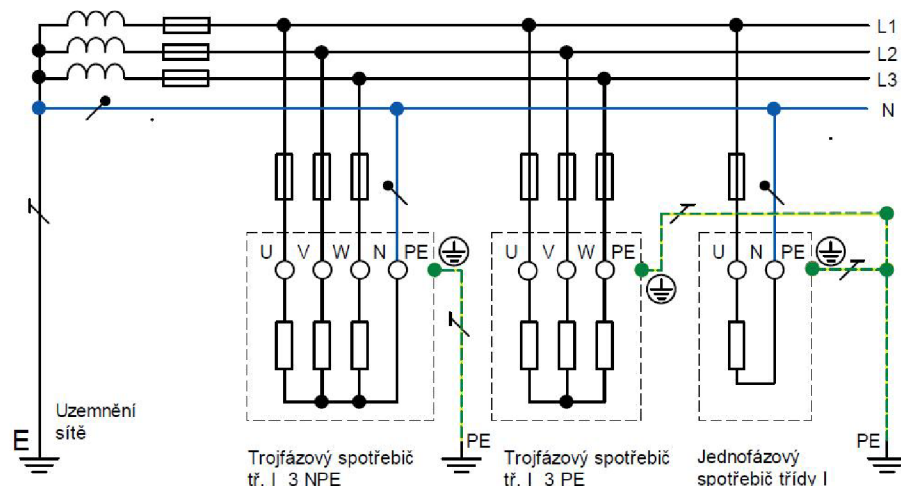 L1
L2
L3
N
U V W N PE
U V W PE
U N PE
Uzemnění
sítě
E
PE
PE
Trojfázový spotřebič
tř. I 3 NPE
Trojfázový spotřebič
tř. I 3 PE
Jednofázový
spotřebič třídy I